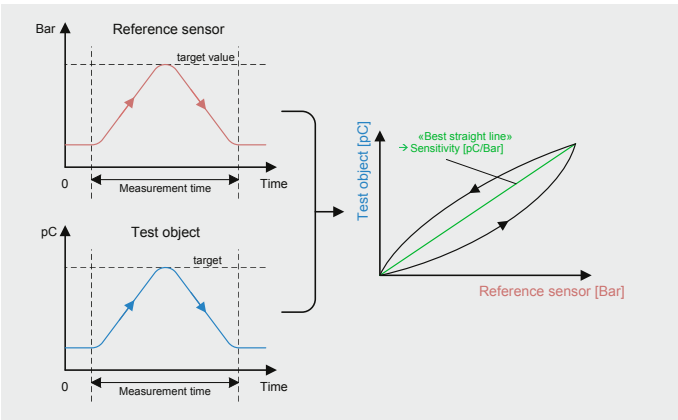 Bar
Reference sensor
target value
0
Measurement time
Time
pC
Test object
target
0
Measurement time
Time
Test object [pC]
«Best straight line»
→ Sensitivity [pC/Bar]
Reference sensor [Bar]